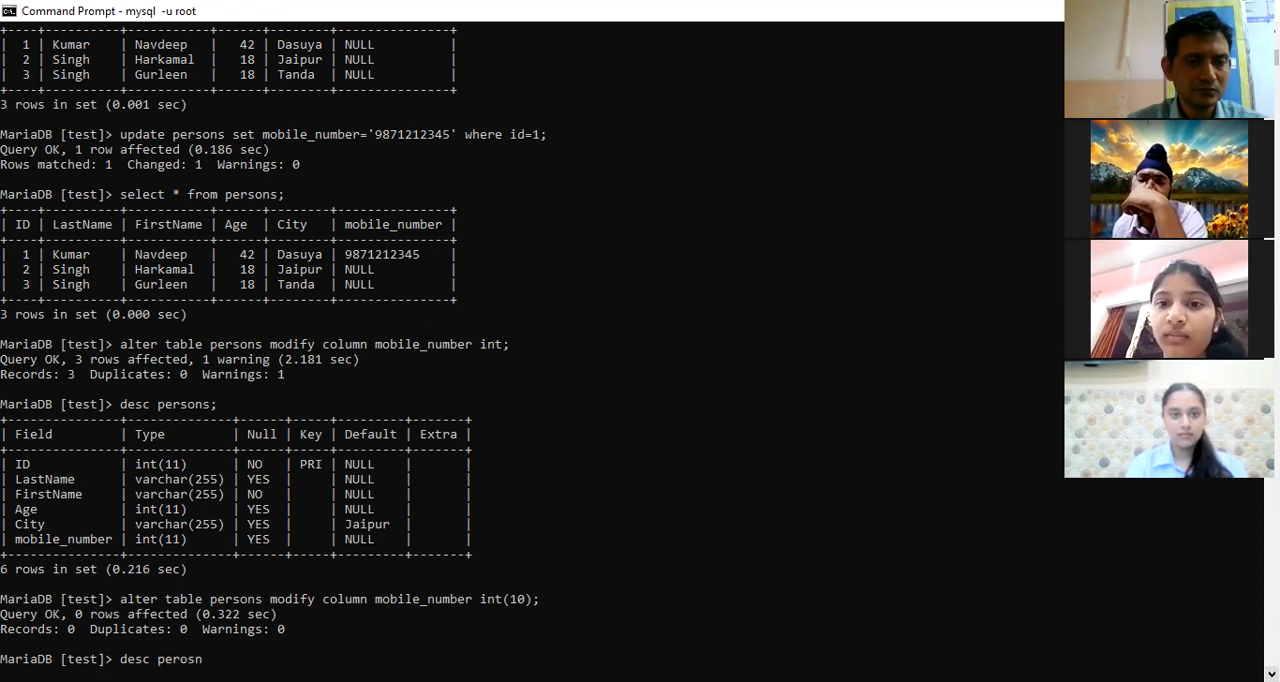 Command Prompt - mysql -u root
+----+----------+-----------+------+--------+---------------+
| 1 | Kumar | Navdeep | 42 | Dasuya | NULL |
| 2 | Singh | Harkamal | 18 | Jaipur | NULL |
| 3 | Singh | Gurleen | 18 | Tanda | NULL |
+----+----------+-----------+------+--------+---------------+
3 rows in set (0.001 sec)
MariaDB [test]> update persons set mobile_number='9871212345' where id=1;
Query OK, 1 row affected (0.186 sec)
Rows matched: 1 Changed: 1 Warnings: 0
MariaDB [test]> select * from persons;
+----+----------+-----------+------+--------+---------------+
| ID | LastName | FirstName | Age | City | mobile_number |
+----+----------+-----------+------+--------+---------------+
| 1 | Kumar | Navdeep | 42 | Dasuya | 9871212345 |
| 2 | Singh | Harkamal | 18 | Jaipur | NULL |
| 3 | Singh | Gurleen | 18 | Tanda | NULL |
+----+----------+-----------+------+--------+---------------+
3 rows in set (0.000 sec)
MariaDB [test]> alter table persons modify column mobile_number int;
Query OK, 3 rows affected, 1 warning (2.181 sec)
Records: 3 Duplicates: 0 Warnings: 1
MariaDB [test]> desc persons;
+---------------+--------------+------+-----+---------+-------+
| Field | Type | Null | Key | Default | Extra |
+---------------+--------------+------+-----+---------+-------+
| ID | int(11) | NO | PRI | NULL | |
| LastName | varchar(255) | YES | | NULL | |
| FirstName | varchar(255) | NO | | NULL | |
| Age | int(11) | YES | | NULL | |
| City | varchar(255) | YES | | Jaipur | |
| mobile_number | int(11) | YES | | NULL | |
+---------------+--------------+------+-----+---------+-------+
6 rows in set (0.216 sec)
MariaDB [test]> alter table persons modify column mobile_number int(10);
Query OK, 0 rows affected (0.322 sec)
Records: 0 Duplicates: 0 Warnings: 0
MariaDB [test]> desc perosn